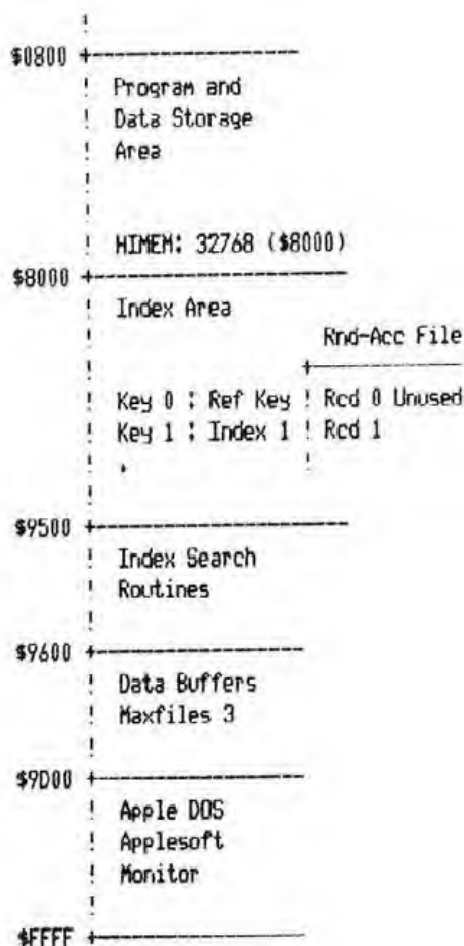 $0800
Program and
Data Storage
Area
HIMEM: 32768 ($8000)
$8000
Index Area
Rnd-Acc File
Key 0 : Ref Key ! Rcd 0 Unused
Key 1 : Index 1 ! Rcd 1
$9500
Index Search
Routines
$9600
Data Buffers
Maxfiles 3
$9D00
Apple DOS
Applesoft
Monitor
$FFFF